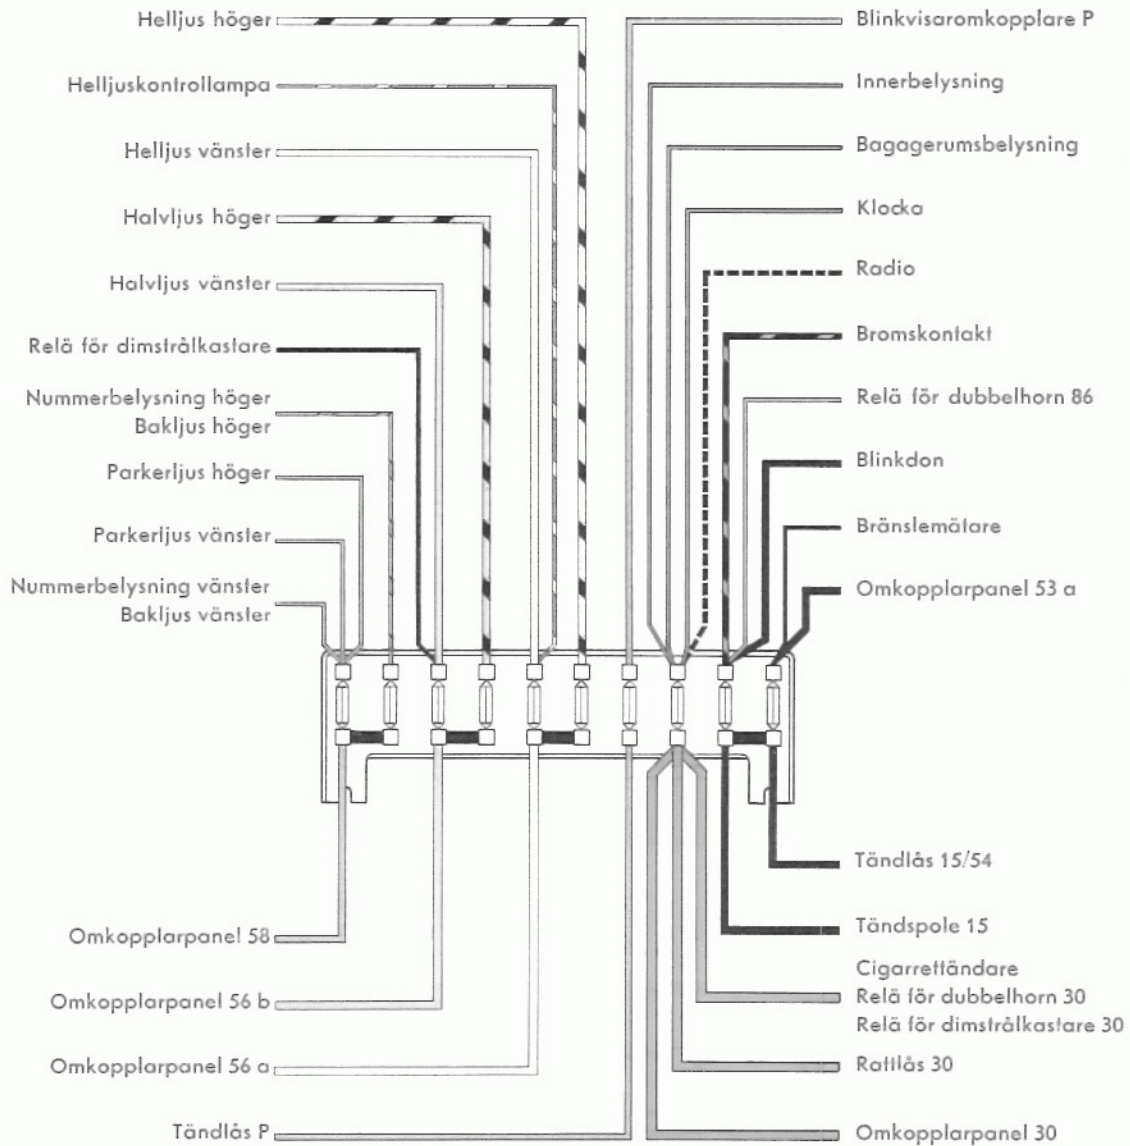 Helljus höger
Helljuskontrollampa
Helljus vänster
Halvljus höger
Halvljus vänster
Relä för dimstrålkastare
Nummerbelysning höger
Bakljus höger
Parkerljus höger
Parkerljus vänster
Nummerbelysning vänster
Bakljus vänster
Omkopplarpanel 58
Omkopplarpanel 56 b
Omkopplarpanel 56 a
Tändlås P
Blinkvisaromkopplare P
Innerbelysning
Bagagerumsbelysning
Klocka
Radio
Bromskontakt
Relä för dubbelhorn 86
Blinkdon
Bränslemätare
Omkopplarpanel 53 a
Tändlås 15/54
Tändspole 15
Cigarrettändare
Relä för dubbelhorn 30
Relä för dimstrålkastare 30
Rattlås 30
Omkopplarpanel 30